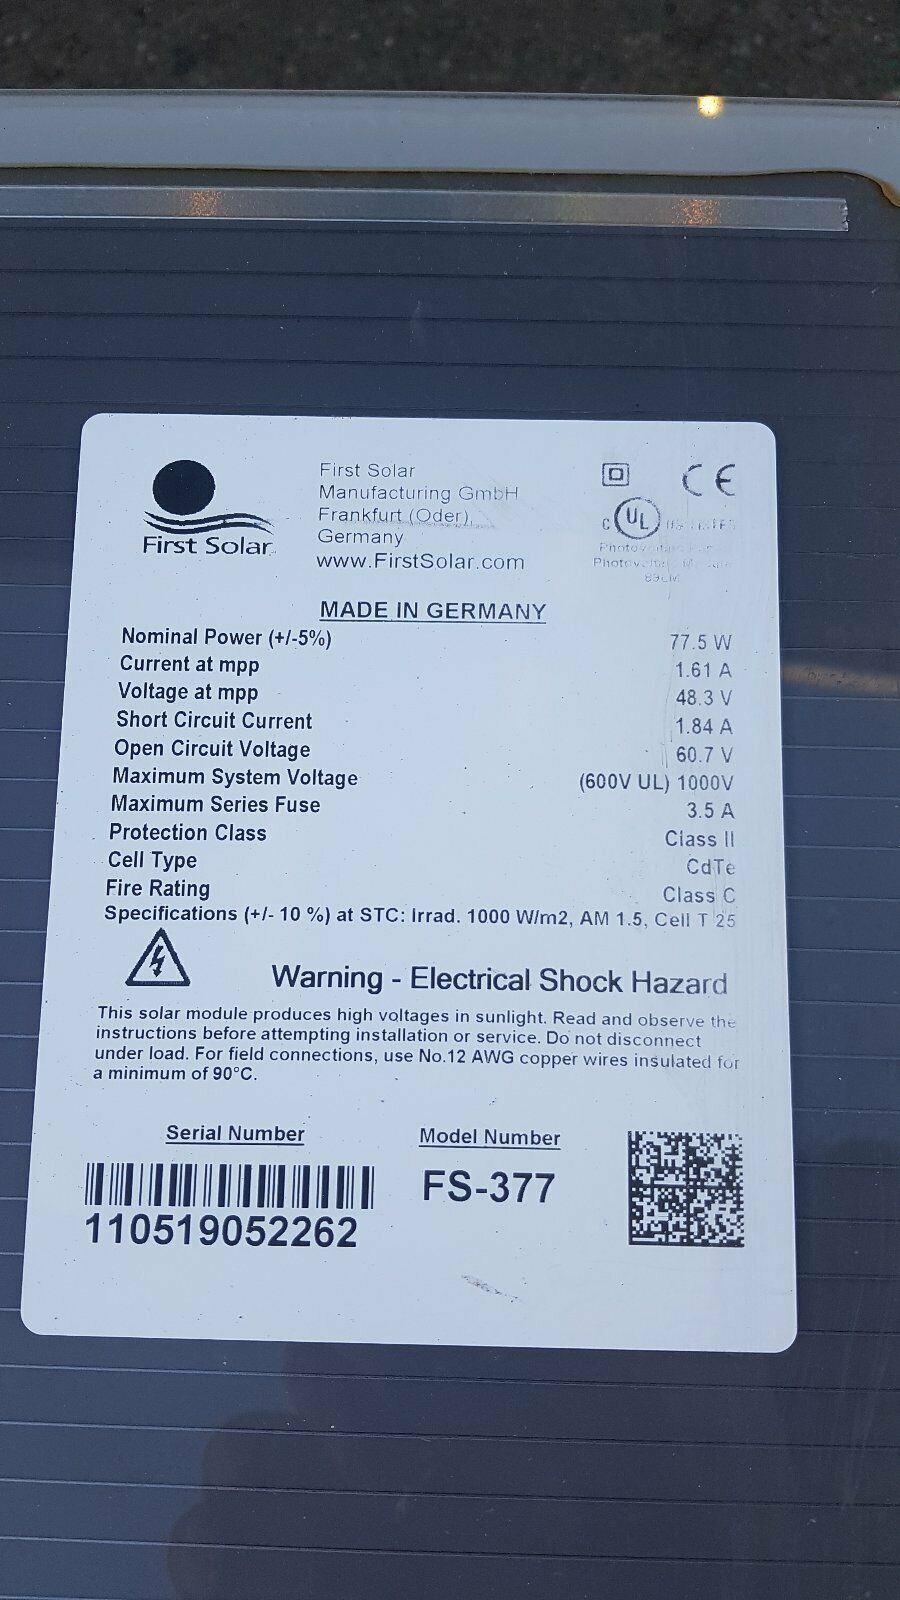 First Solar
First Solar
Manufacturing GmbH
Frankfurt (Oder),
Germany
www.FirstSolar.com
CE
C UL US LISTED
Photovoltaic
Photovoltaic Module
MADE IN GERMANY
Nominal Power (+/-5%) 77.5 W
Current at mpp 1.61 A
Voltage at mpp 48.3 V
Short Circuit Current 1.84 A
Open Circuit Voltage 60.7 V
Maximum System Voltage (600V UL) 1000V
Maximum Series Fuse 3.5 A
Protection Class Class II
Cell Type CdTe
Fire Rating Class C
Specifications (+/- 10 %) at STC: Irrad. 1000 W/m2, AM 1.5, Cell T 25
Warning - Electrical Shock Hazard
This solar module produces high voltages in sunlight. Read and observe the
instructions before attempting installation or service. Do not disconnect
under load. For field connections, use No.12 AWG copper wires insulated for
a minimum of 90°C.
Serial Number
110519052262
Model Number
FS-377